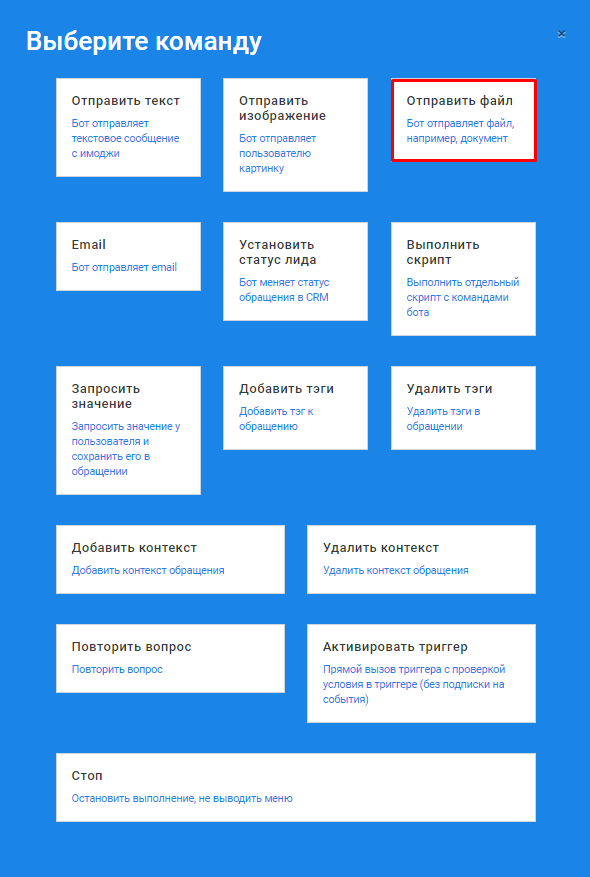 Выберите команду
×
Отправить текст
Бот отправляет
текстовое сообщение
с имоджи
Отправить
изображение
Бот отправляет
пользователю
картинку
Отправить файл
Бот отправляет файл,
например, документ
Email
Бот отправляет email
Установить
статус лида
Бот меняет статус
обращения в CRM
Выполнить
скрипт
Выполнить отдельный
скрипт с командами
бота
Запросить
значение
Запросить значение у
пользователя и
сохранить его в
обращении
Добавить тэги
Добавить тэг к
обращению
Удалить тэги
Удалить тэги в
обращении
Добавить контекст
Добавить контекст обращения
Удалить контекст
Удалить контекст обращения
Повторить вопрос
Повторить вопрос
Активировать триггер
Прямой вызов триггера с проверкой
условия в триггере (без подписки на
события)
Стоп
Остановить выполнение, не выводить меню